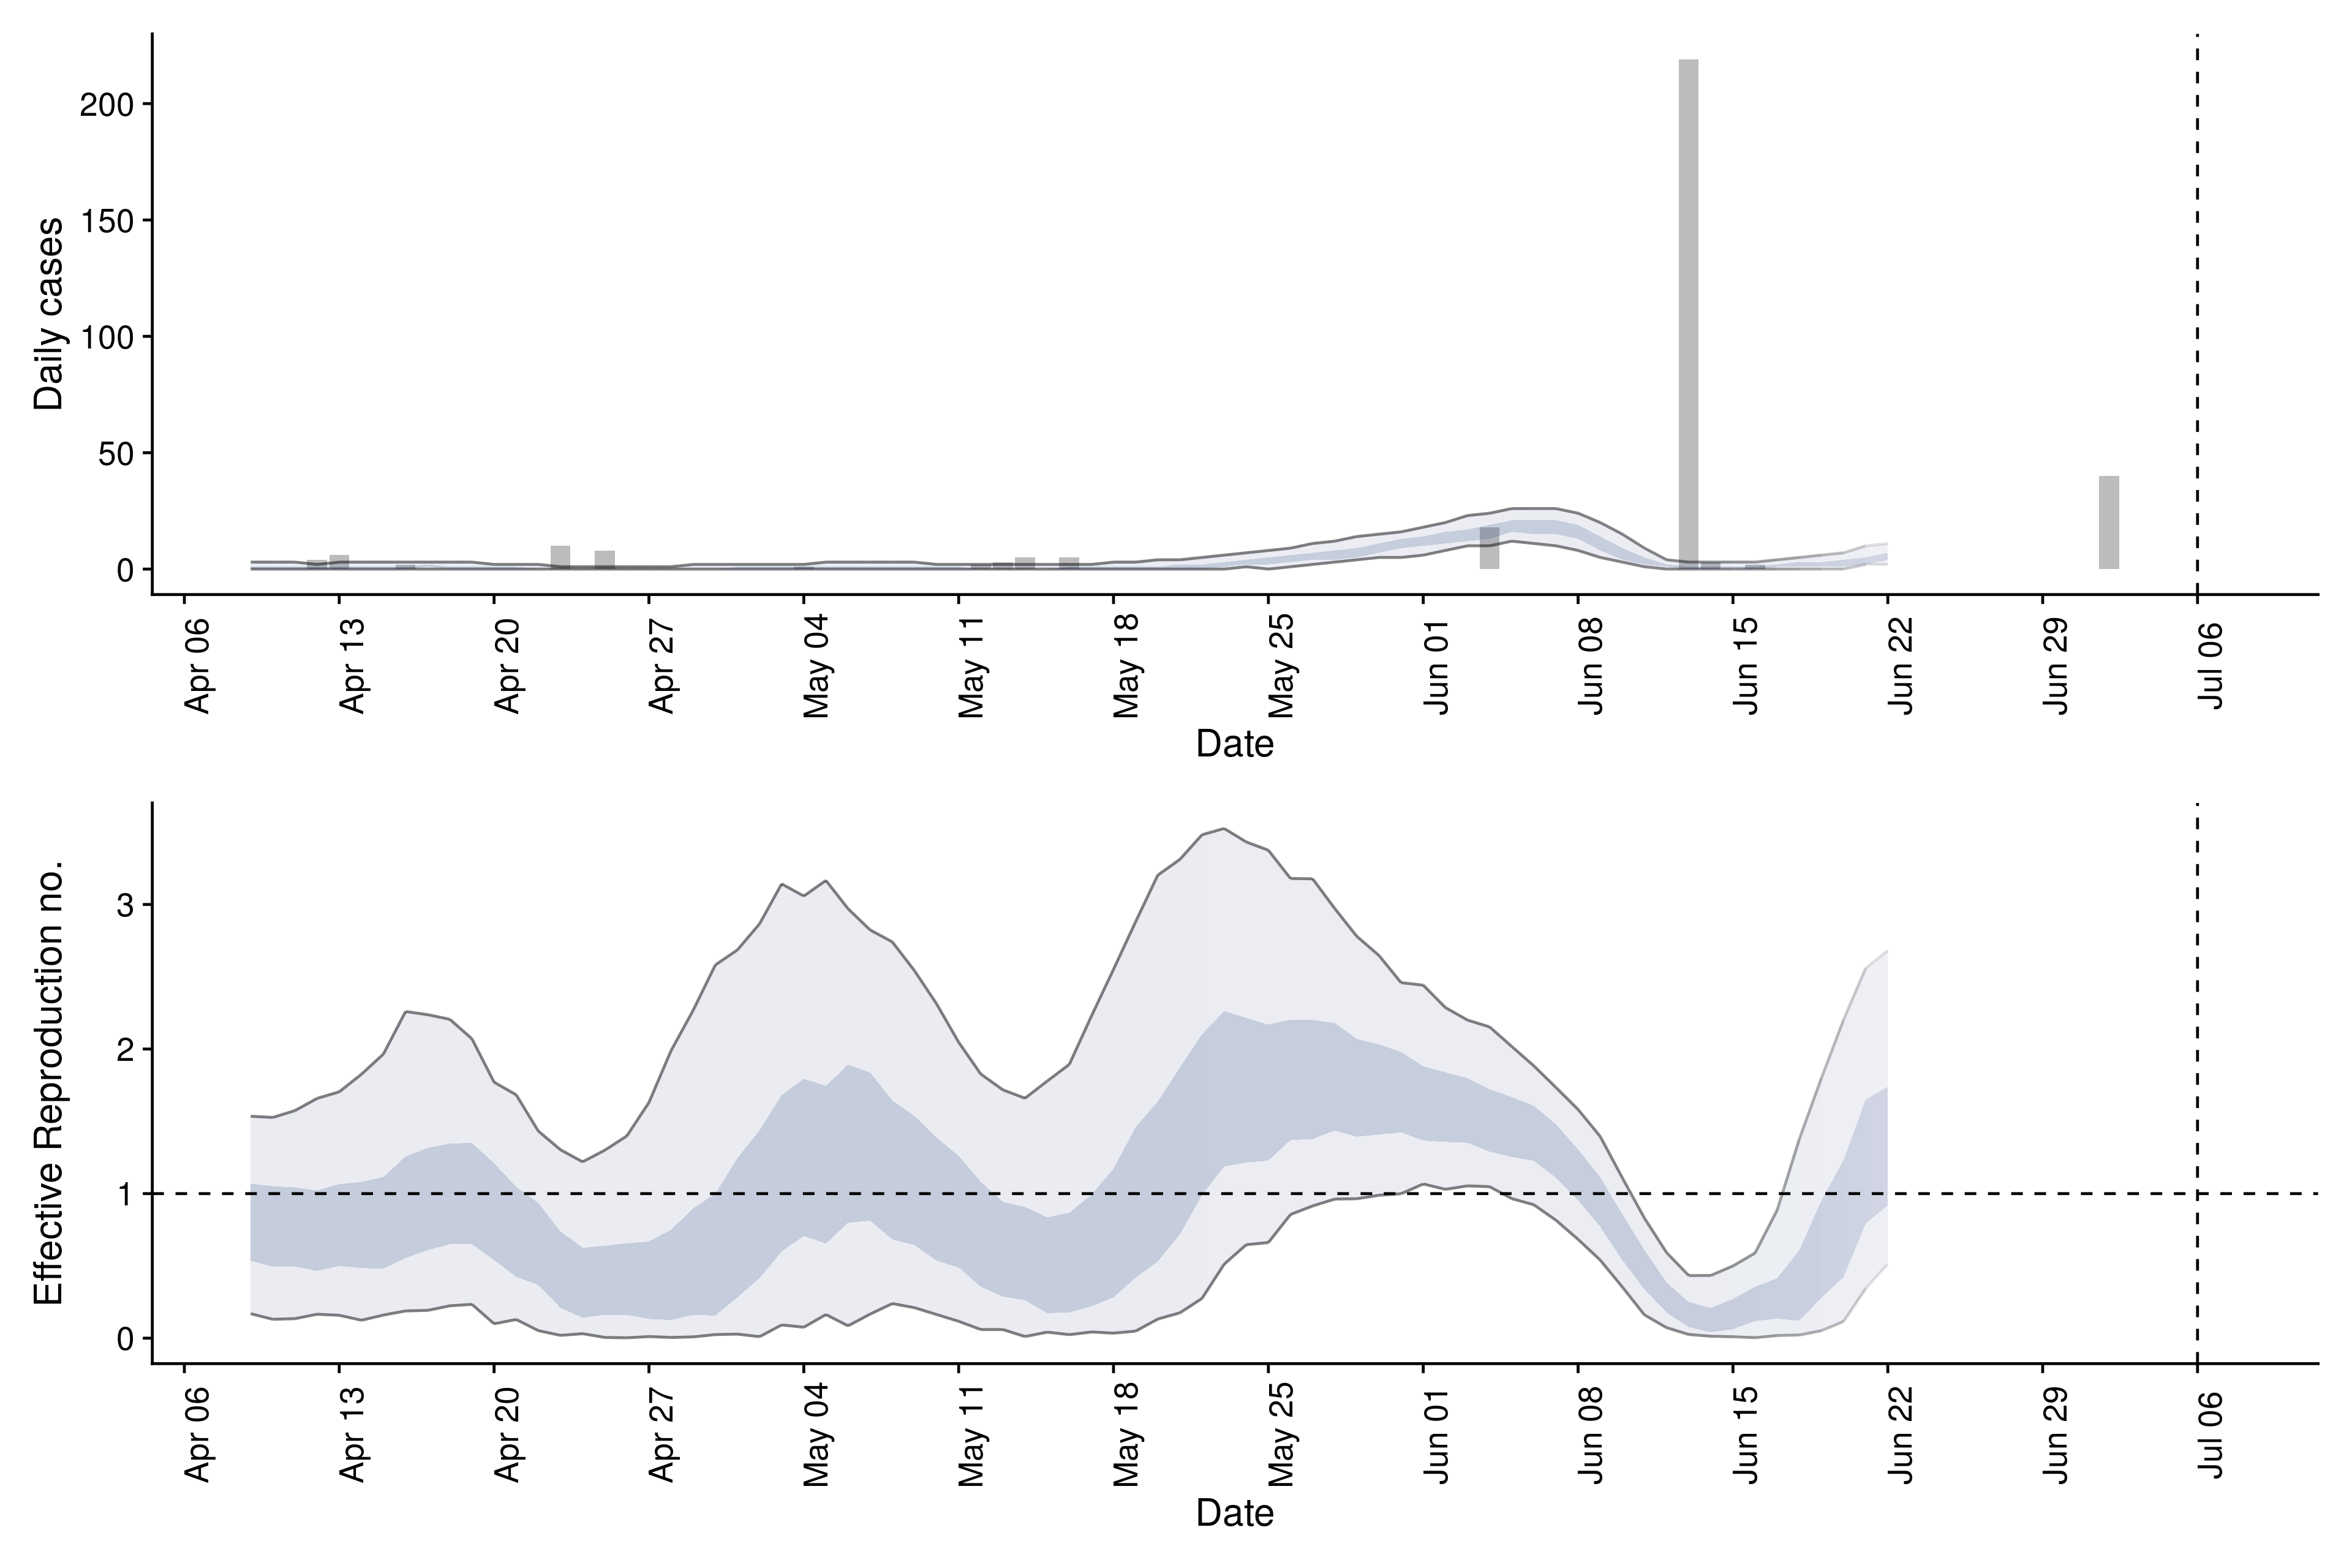 Daily cases
200
150
100
50
0
Apr 06
Apr 13
Apr 20
Apr 27
May 04
May 11
May 18
May 25
Jun 01
Jun 08
Jun 15
Jun 22
Jun 29
Jul 06
Date
Effective Reproduction no.
3
2
1
0
Apr 06
Apr 13
Apr 20
Apr 27
May 04
May 11
May 18
May 25
Jun 01
Jun 08
Jun 15
Jun 22
Jun 29
Jul 06
Date